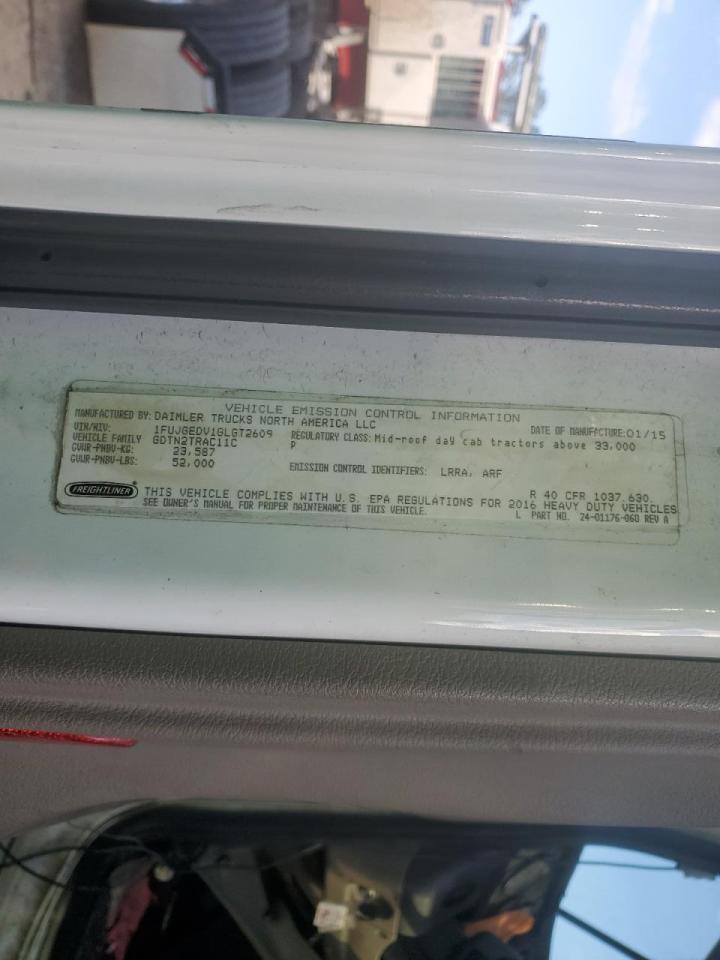 VEHICLE EMISSION CONTROL INFORMATION
MANUFACTURED BY: DAIMLER TRUCKS NORTH AMERICA LLC DATE OF MANUFACTURE: 01/15
VIN/NIV: 1FUJGEDV1GLGT2609 REGULATORY CLASS: Mid-roof day cab tractors above 33,000
VEHICLE FAMILY GDTN2TRAC11C P
GVWR-PNBV-KG: 23,587
GVWR-PNBV-LBS: 52,000 EMISSION CONTROL IDENTIFIERS: LRRA, ARF
R 40 CFR 1037.630.
FREIGHTLINER THIS VEHICLE COMPLIES WITH U.S. EPA REGULATIONS FOR 2016 HEAVY DUTY VEHICLES
SEE OWNER'S MANUAL FOR PROPER MAINTENANCE OF THIS VEHICLE. L PART NO. 24-01176-060 REV A